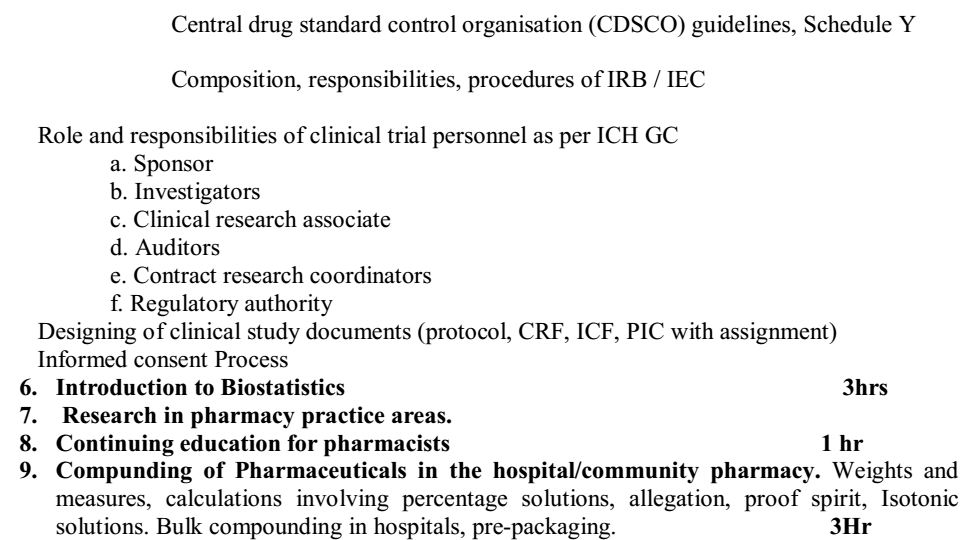 Central drug standard control organisation (CDSCO) guidelines, Schedule Y
Composition, responsibilities, procedures of IRB / IEC
Role and responsibilities of clinical trial personnel as per ICH GC
a. Sponsor
b. Investigators
c. Clinical research associate
d. Auditors
e. Contract research coordinators
f. Regulatory authority
Designing of clinical study documents (protocol, CRF, ICF, PIC with assignment)
Informed consent Process
6. Introduction to Biostatistics 3hrs
7. Research in pharmacy practice areas.
8. Continuing education for pharmacists 1 hr
9. Compunding of Pharmaceuticals in the hospital/community pharmacy. Weights and
measures, calculations involving percentage solutions, allegation, proof spirit, Isotonic
solutions. Bulk compounding in hospitals, pre-packaging. 3Hr